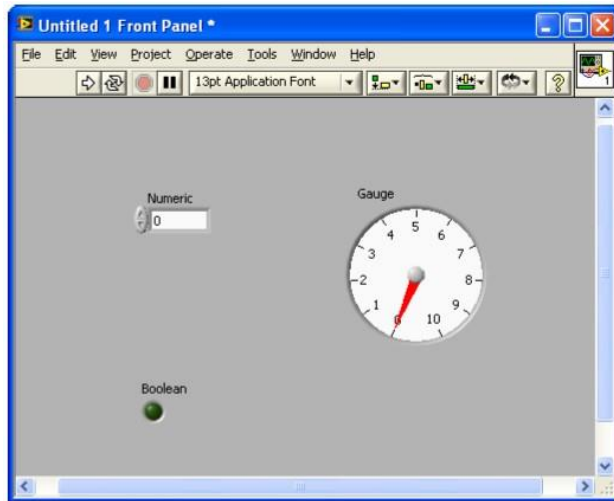 Untitled 1 Front Panel *
File Edit View Project Operate Tools Window Help
13pt Application Font
1
Numeric
0
Gauge
0
1
2
3
4
5
6
7
8
9
10
Boolean